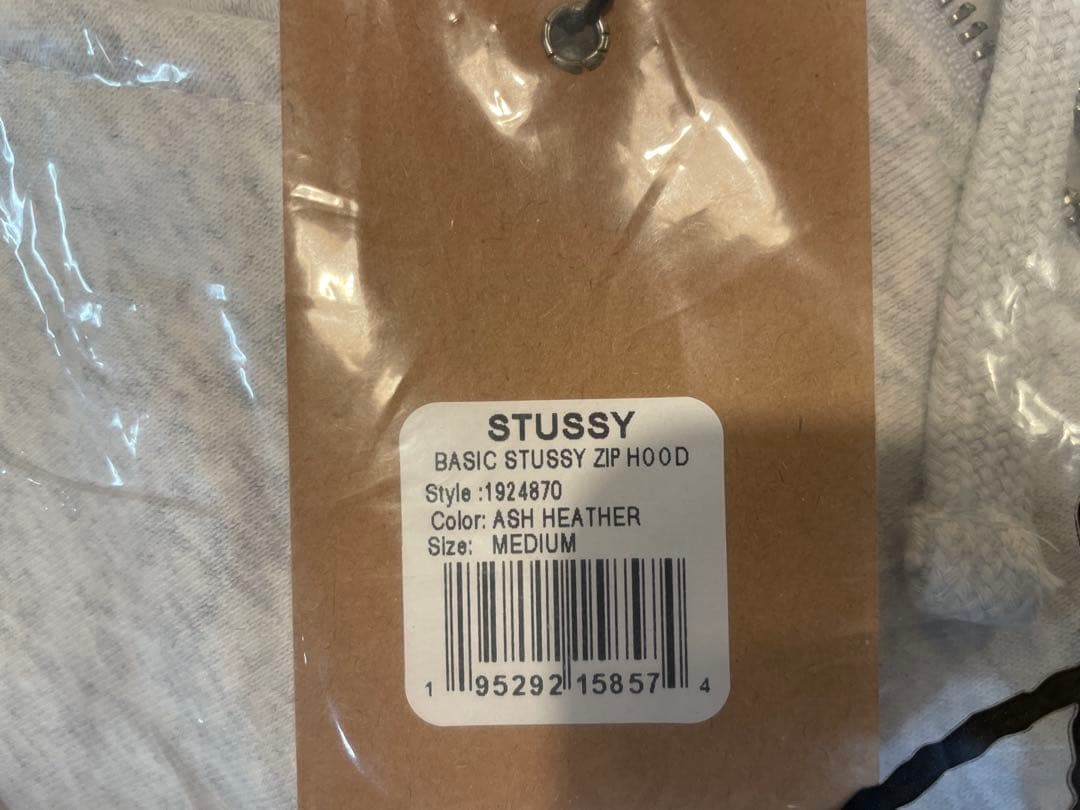 STUSSY
BASIC STUSSY ZIP HOOD
Style :1924870
Color: ASH HEATHER
Size: MEDIUM
1 95292 15857 4